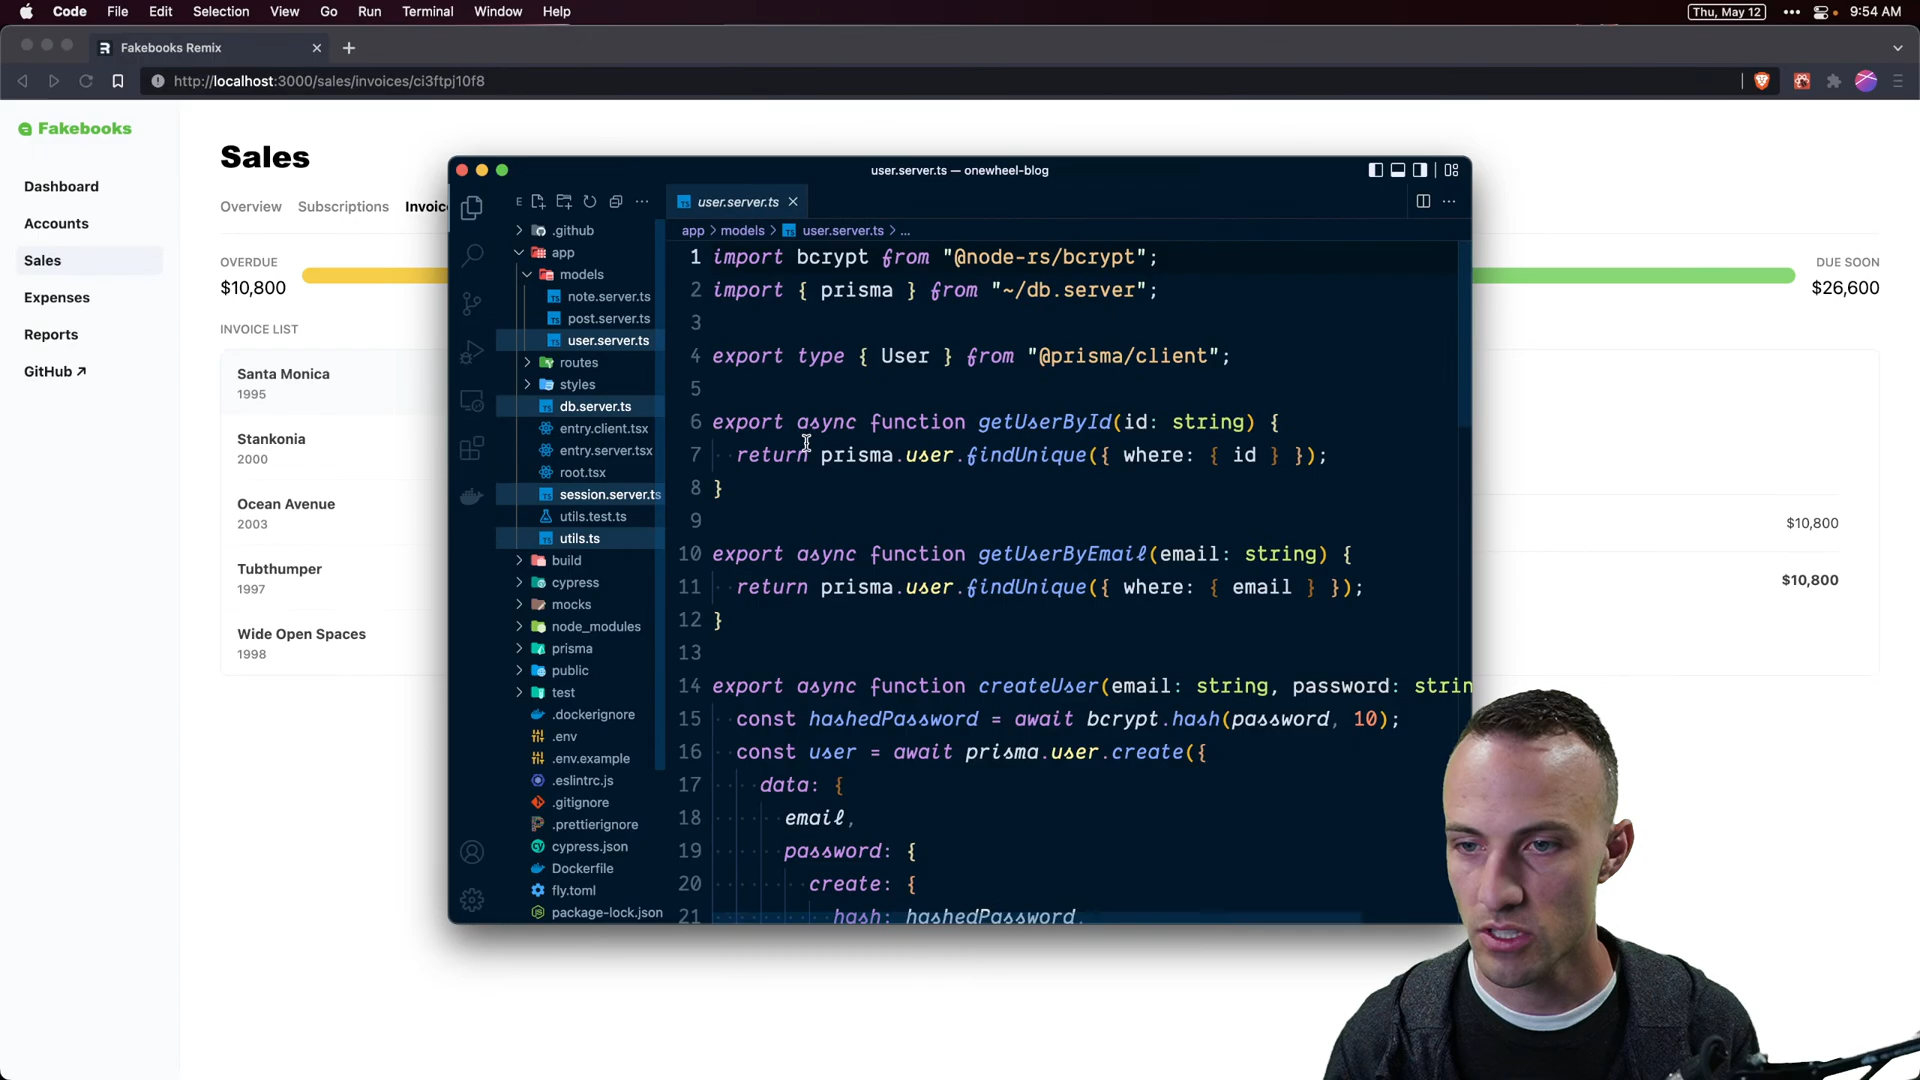 Code File Edit Selection View Go Run Terminal Window Help
Thu, May 12 9:54 AM
Fakebooks Remix
http://localhost:3000/sales/invoices/ci3ftpj10f8
Fakebooks
Dashboard
Accounts
Sales
Expenses
Reports
GitHub ↗
Sales
Overview Subscriptions Invoic
OVERDUE
$10,800
DUE SOON
$26,600
INVOICE LIST
Santa Monica
1995
Stankonia
2000
Ocean Avenue
2003
Tubthumper
1997
Wide Open Spaces
1998
$10,800
$10,800
user.server.ts — onewheel-blog
E
.github
app
models
note.server.ts
post.server.ts
user.server.ts
routes
styles
db.server.ts
entry.client.tsx
entry.server.tsx
root.tsx
session.server.ts
utils.test.ts
utils.ts
build
cypress
mocks
node_modules
prisma
public
test
.dockerignore
.env
.env.example
.eslintrc.js
.gitignore
.prettierignore
cypress.json
Dockerfile
fly.toml
package-lock.json
user.server.ts
app > models > user.server.ts > ...
1 import bcrypt from "@node-rs/bcrypt";
2 import { prisma } from "~/db.server";
3
4 export type { User } from "@prisma/client";
5
6 export async function getUserById(id: string) {
7 return prisma.user.findUnique({ where: { id } });
8 }
9
10 export async function getUserByEmail(email: string) {
11 return prisma.user.findUnique({ where: { email } });
12 }
13
14 export async function createUser(email: string, password: strin
15 const hashedPassword = await bcrypt.hash(password, 10);
16 const user = await prisma.user.create({
17 data: {
18 email,
19 password: {
20 create: {
21 hash: hashedPassword,